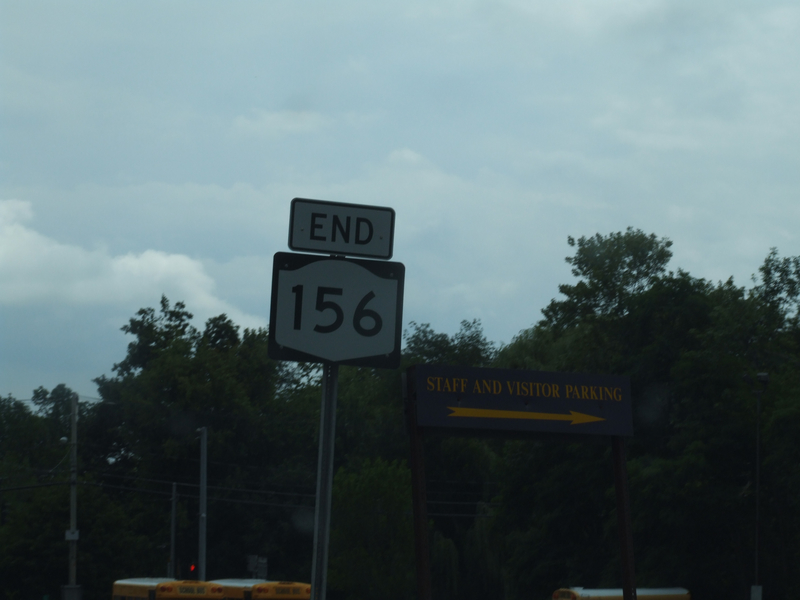 END
156
STAFF AND VISITOR PARKING